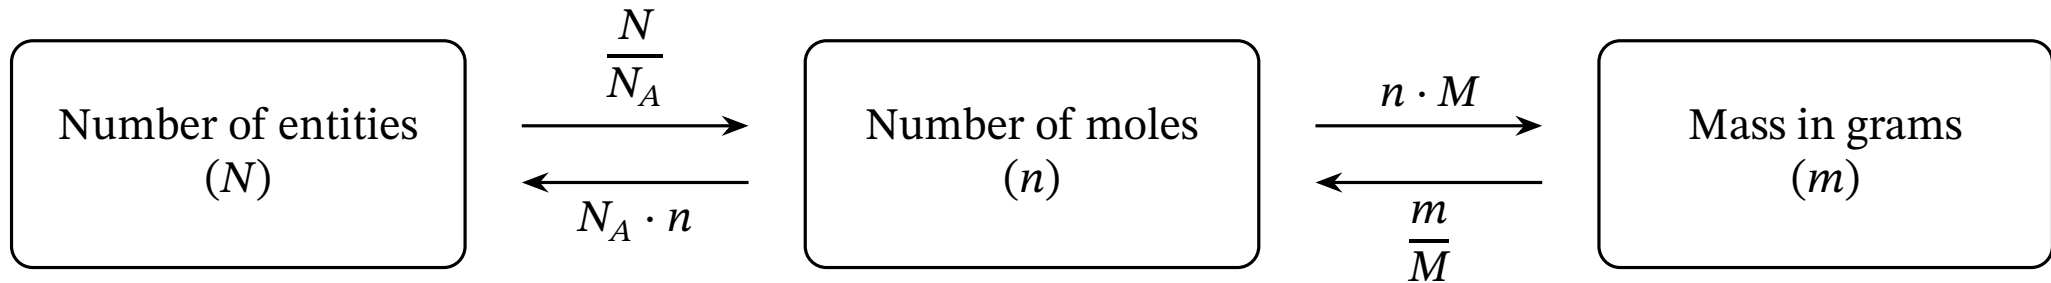 Number of entities
(N)
N
N_A
N_A · n
Number of moles
(n)
n · M
m
M
Mass in grams
(m)